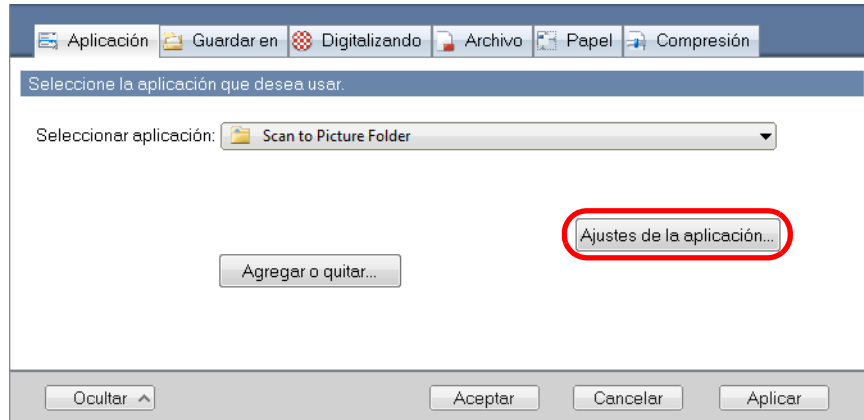 Aplicación Guardar en Digitalizando Archivo Papel Compresión
Seleccione la aplicación que desea usar.
Seleccionar aplicación: Scan to Picture Folder
Ajustes de la aplicación...
Agregar o quitar...
Ocultar Aceptar Cancelar Aplicar